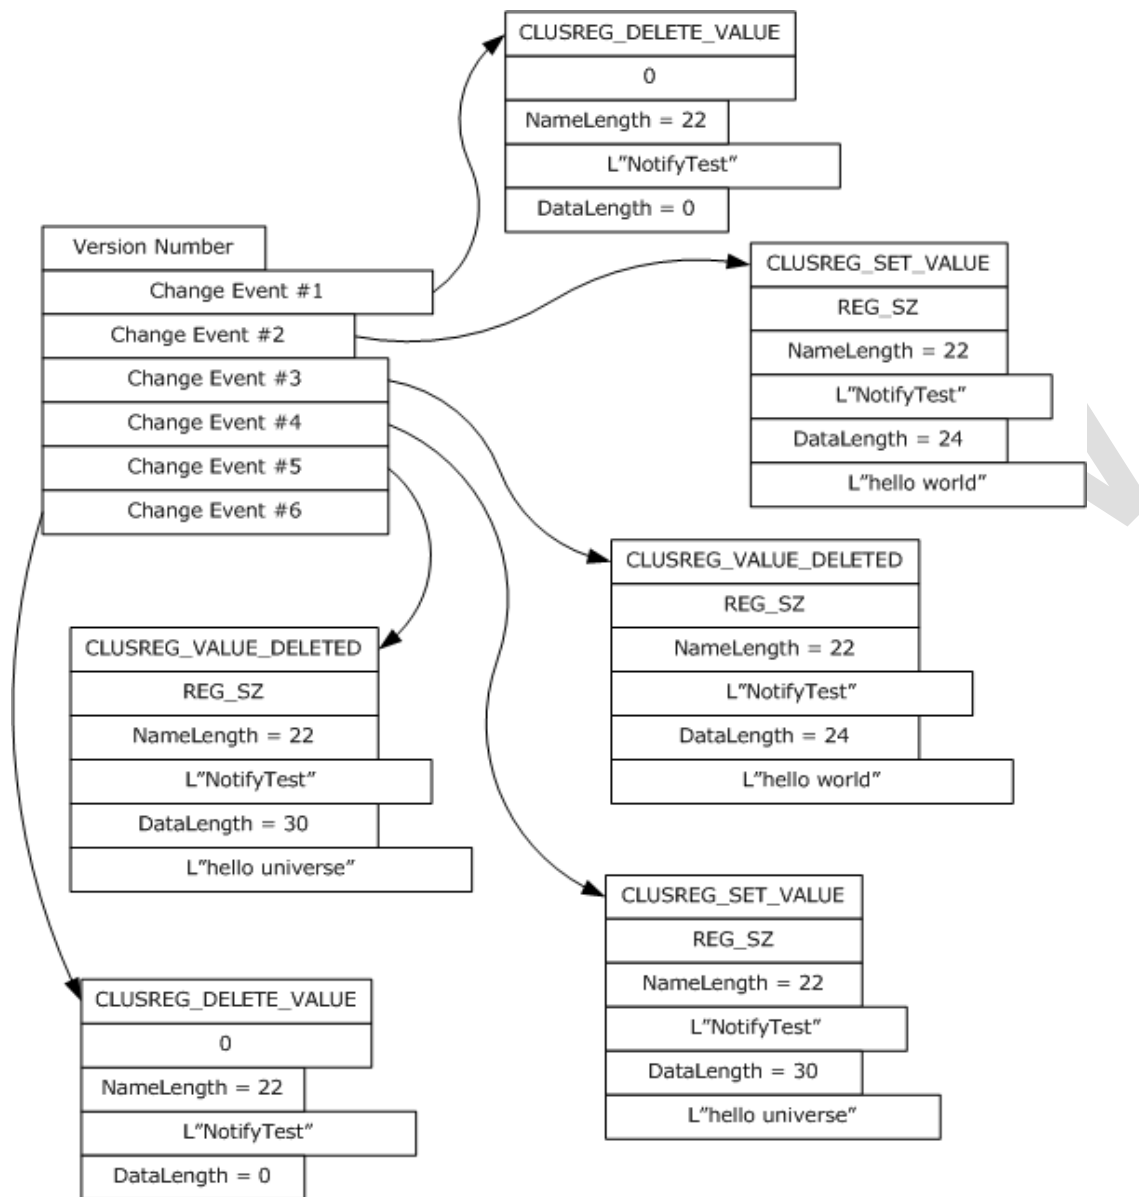 CLUSREG_DELETE_VALUE
0
NameLength = 22
L”NotifyTest”
DataLength = 0
Version Number
Change Event #1
Change Event #2
Change Event #3
Change Event #4
Change Event #5
Change Event #6
CLUSREG_SET_VALUE
REG_SZ
NameLength = 22
L”NotifyTest”
DataLength = 24
L”hello world”
CLUSREG_VALUE_DELETED
REG_SZ
NameLength = 22
L”NotifyTest”
DataLength = 24
L”hello world”
CLUSREG_VALUE_DELETED
REG_SZ
NameLength = 22
L”NotifyTest”
DataLength = 30
L”hello universe”
CLUSREG_SET_VALUE
REG_SZ
NameLength = 22
L”NotifyTest”
DataLength = 30
L”hello universe”
CLUSREG_DELETE_VALUE
0
NameLength = 22
L”NotifyTest”
DataLength = 0